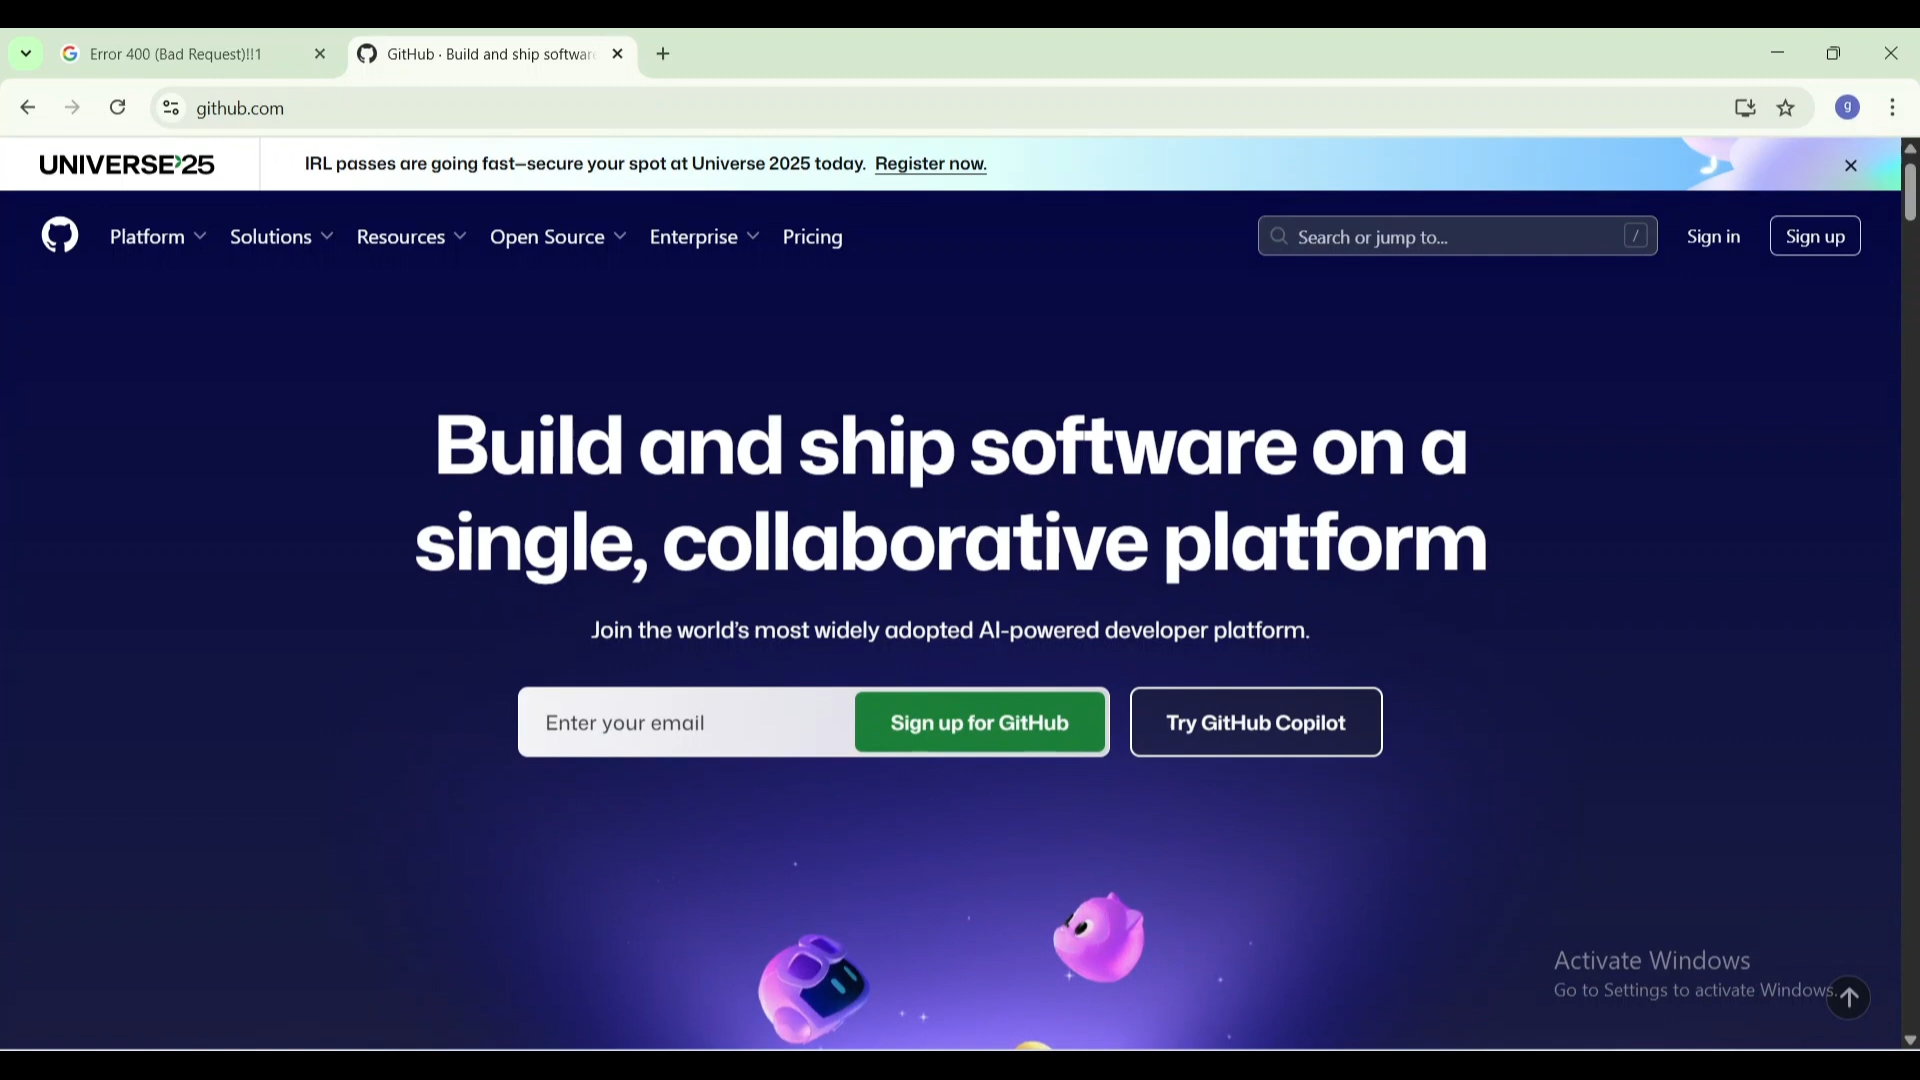 Error 400 (Bad Request)!!1
GitHub · Build and ship software
github.com
UNIVERSE'25
IRL passes are going fast—secure your spot at Universe 2025 today. Register now.
Platform Solutions Resources Open Source Enterprise Pricing
Search or jump to... /
Sign in
Sign up
Build and ship software on a
single, collaborative platform
Join the world's most widely adopted AI-powered developer platform.
Enter your email
Sign up for GitHub
Try GitHub Copilot
Activate Windows
Go to Settings to activate Windows.
g